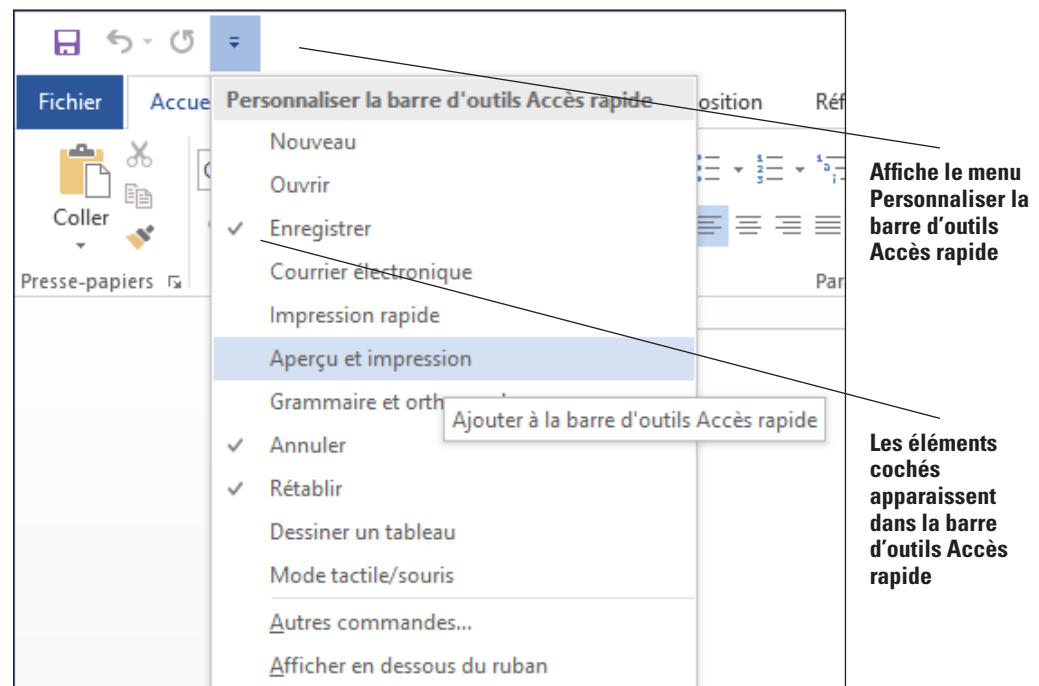 Fichier
Accue
Personnaliser la barre d'outils Accès rapide
osition
Réf
Nouveau
Ouvrir
Coller
Enregistrer
Courrier électronique
Presse-papiers
Par
Impression rapide
Aperçu et impression
Grammaire et orth
Ajouter à la barre d'outils Accès rapide
Annuler
Rétablir
Dessiner un tableau
Mode tactile/souris
Autres commandes...
Afficher en dessous du ruban
Affiche le menu
Personnaliser la
barre d'outils
Accès rapide
Les éléments
cochés
apparaissent
dans la barre
d'outils Accès
rapide